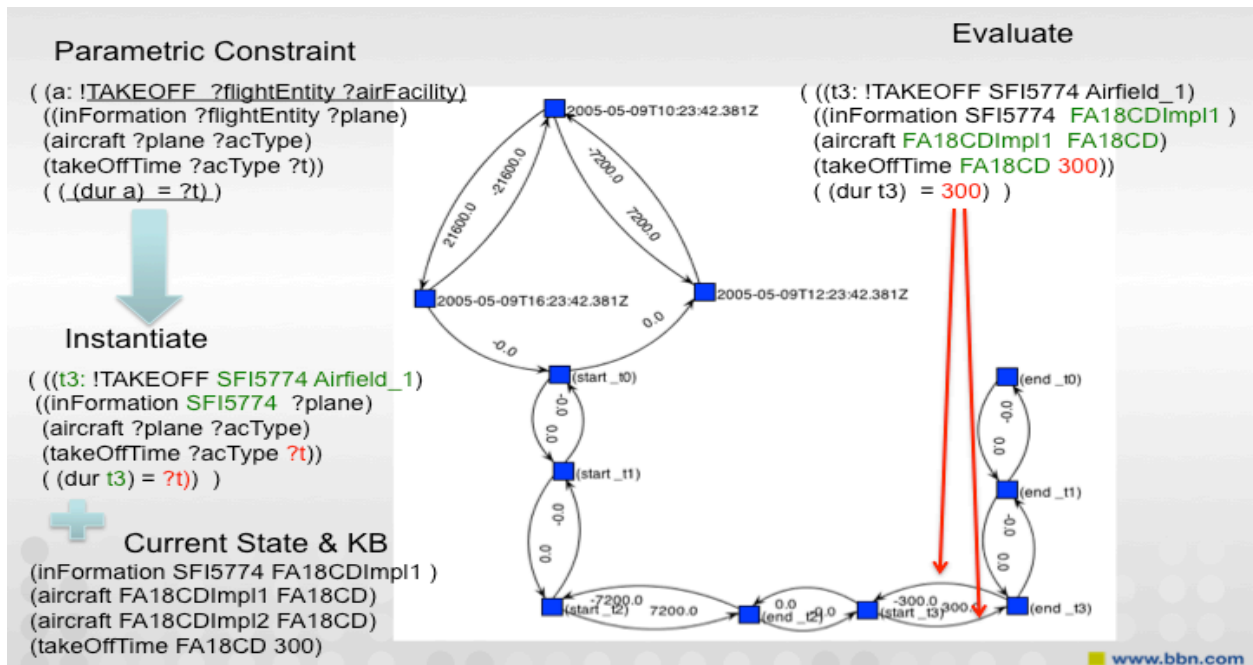 Parametric Constraint
( ((a: !TAKEOFF ?flightEntity ?airFacility)
((inFormation ?flightEntity ?plane)
(aircraft ?plane ?acType)
(takeOffTime ?acType ?t))
( ( (dur a) = ?t) )
Instantiate
( ((t3: !TAKEOFF SFI5774 Airfield_1)
((inFormation SFI5774 ?plane)
(aircraft ?plane ?acType)
(takeOffTime ?acType ?t))
( (dur t3) = ?t)) )
Current State & KB
(inFormation SFI5774 FA18CDImpl1 )
(aircraft FA18CDImpl1 FA18CD)
(aircraft FA18CDImpl2 FA18CD)
(takeOffTime FA18CD 300)
2005-05-09T10:23:42.381Z
21600.0
-21600.0
-7200.0
7200.0
2005-05-09T16:23:42.381Z
2005-05-09T12:23:42.381Z
-0.0
0.0
(start _t0)
-0.0
0.0
(start _t1)
-0.0
0.0
(start _t2)
-7200.0
7200.0
(end _t2)
0.0
-0.0
(start _t3)
-300.0
300.0
(end _t3)
-0.0
0.0
(end _t1)
-0.0
0.0
(end _t0)
Evaluate
( ((t3: !TAKEOFF SFI5774 Airfield_1)
((inFormation SFI5774 FA18CDImpl1 )
(aircraft FA18CDImpl1 FA18CD)
(takeOffTime FA18CD 300))
( (dur t3) = 300) )
www.bbn.com